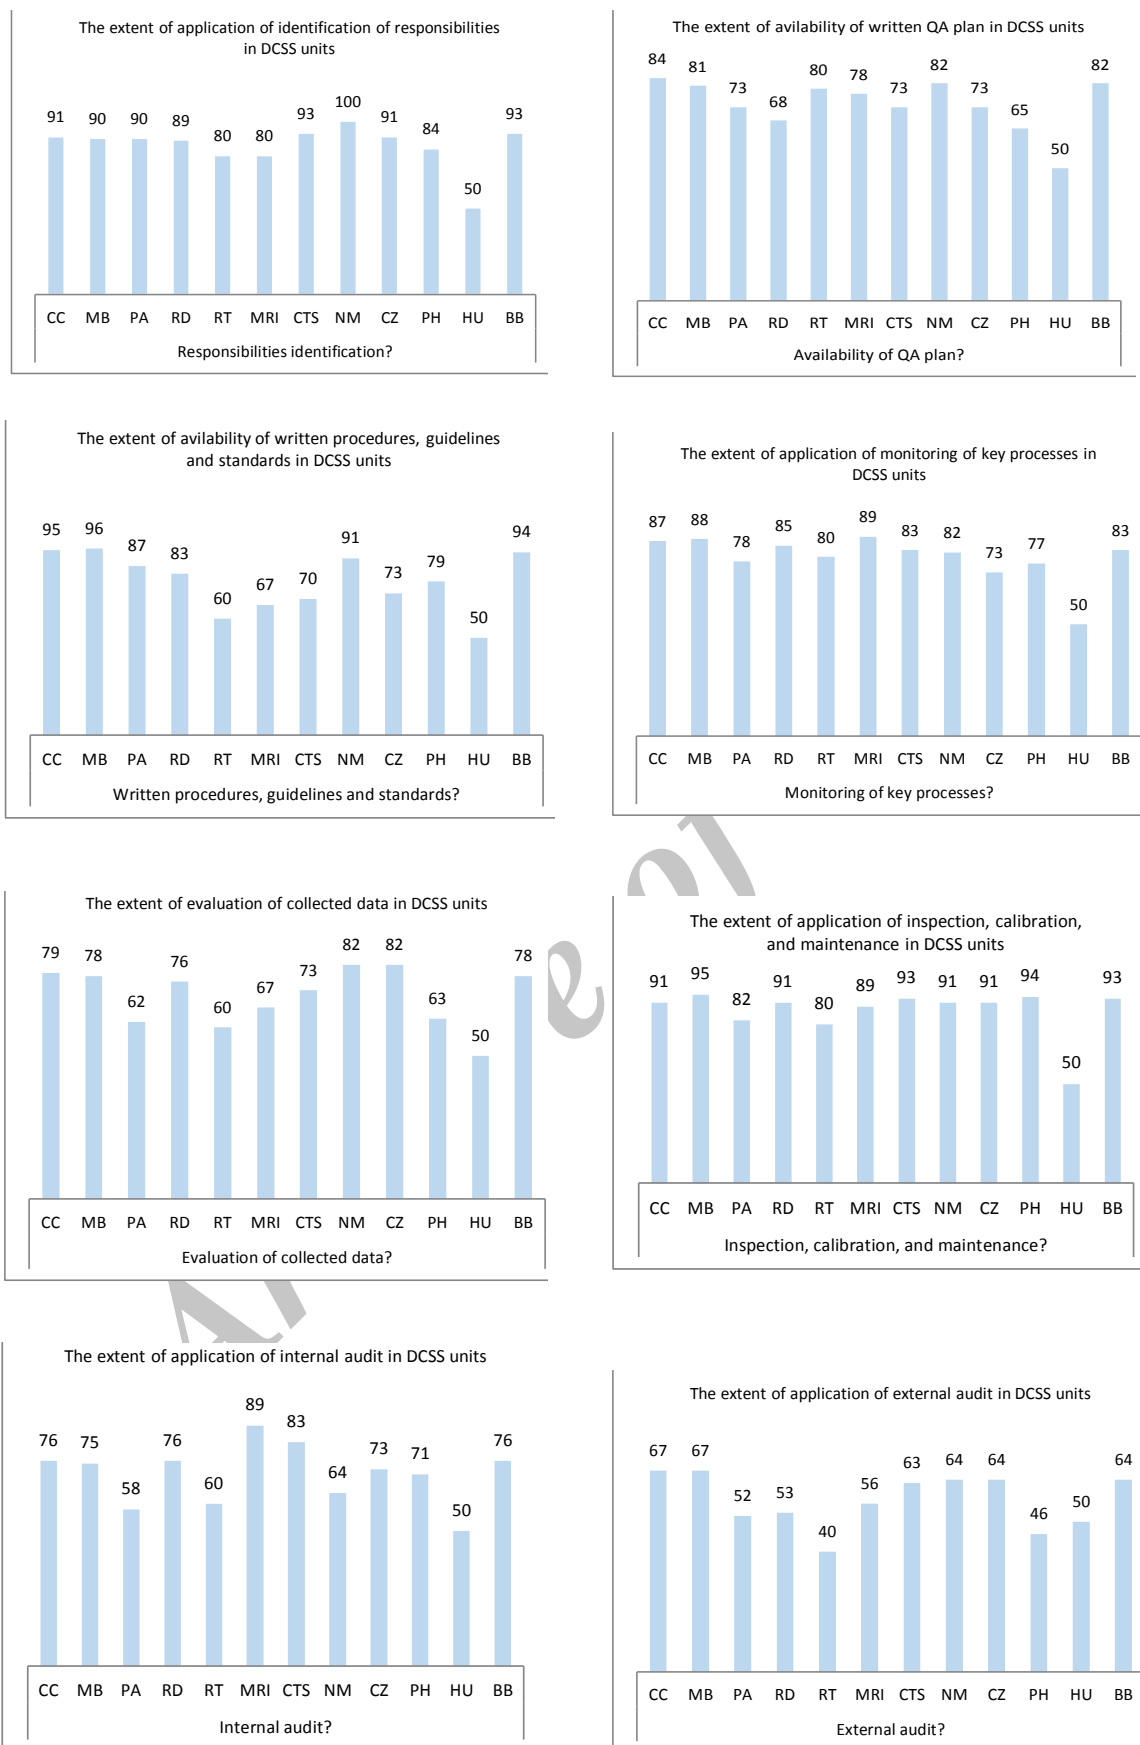 The extent of application of identification of responsibilities
in DCSS units
91 90 90 89 80 80 93 100 91 84 50 93
CC MB PA RD RT MRI CTS NM CZ PH HU BB
Responsibilities identification?
The extent of avilability of written QA plan in DCSS units
84 81 73 68 80 78 73 82 73 65 50 82
CC MB PA RD RT MRI CTS NM CZ PH HU BB
Availability of QA plan?
The extent of avilability of written procedures, guidelines
and standards in DCSS units
95 96 87 83 60 67 70 91 73 79 50 94
CC MB PA RD RT MRI CTS NM CZ PH HU BB
Written procedures, guidelines and standards?
The extent of application of monitoring of key processes in
DCSS units
87 88 78 85 80 89 83 82 73 77 50 83
CC MB PA RD RT MRI CTS NM CZ PH HU BB
Monitoring of key processes?
The extent of evaluation of collected data in DCSS units
79 78 62 76 60 67 73 82 82 63 50 78
CC MB PA RD RT MRI CTS NM CZ PH HU BB
Evaluation of collected data?
The extent of application of inspection, calibration,
and maintenance in DCSS units
91 95 82 91 80 89 93 91 91 94 50 93
CC MB PA RD RT MRI CTS NM CZ PH HU BB
Inspection, calibration, and maintenance?
The extent of application of internal audit in DCSS units
76 75 58 76 60 89 83 64 73 71 50 76
CC MB PA RD RT MRI CTS NM CZ PH HU BB
Internal audit?
The extent of application of external audit in DCSS units
67 67 52 53 40 56 63 64 64 46 50 64
CC MB PA RD RT MRI CTS NM CZ PH HU BB
External audit?